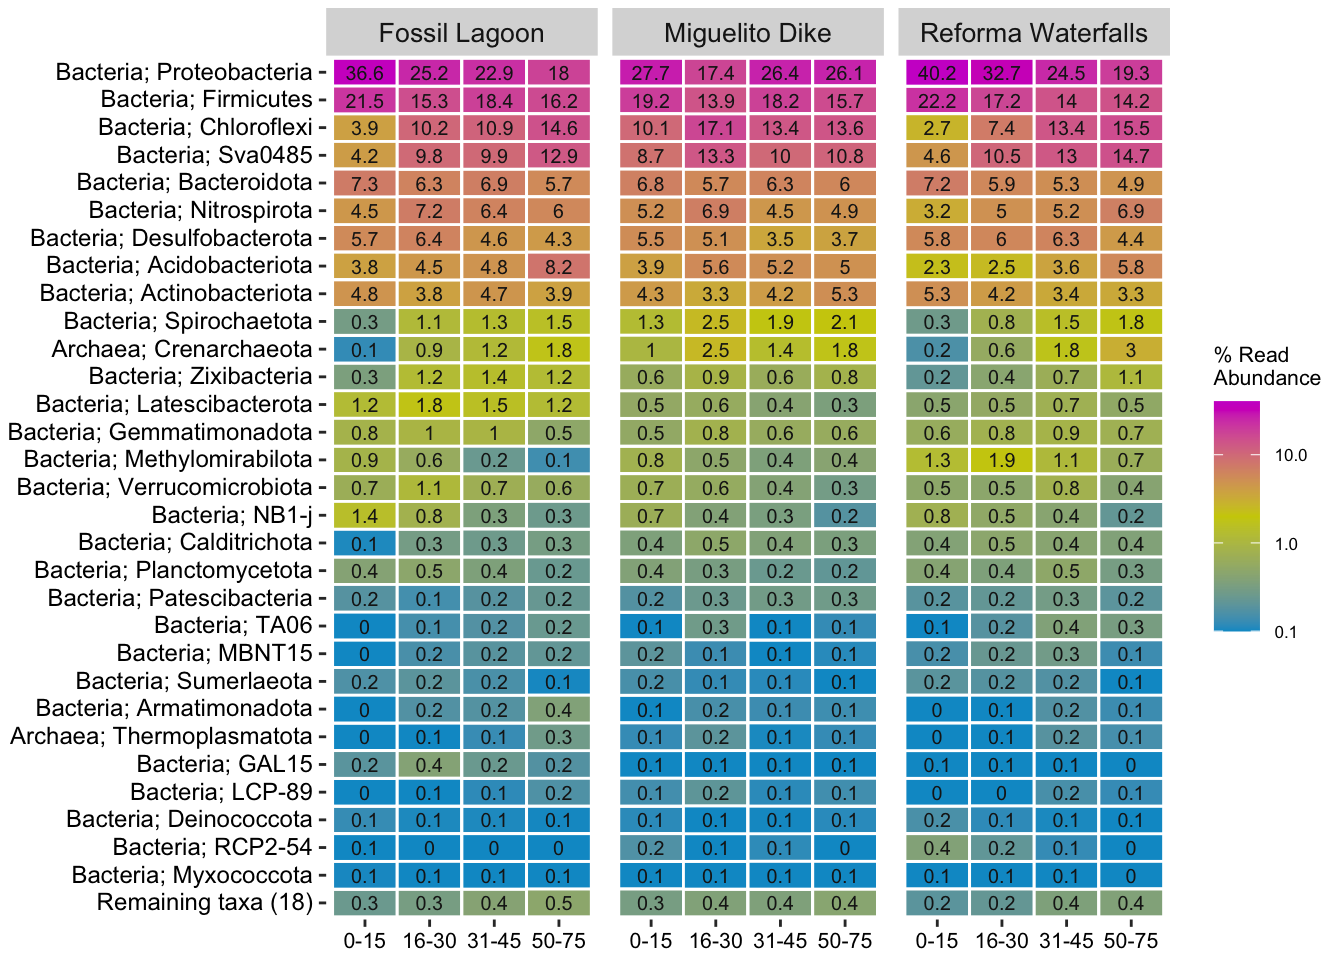 Fossil Lagoon Miguelito Dike Reforma Waterfalls
Bacteria; Proteobacteria 36.6 25.2 22.9 18 27.7 17.4 26.4 26.1 40.2 32.7 24.5 19.3
Bacteria; Firmicutes 21.5 15.3 18.4 16.2 19.2 13.9 18.2 15.7 22.2 17.2 14 14.2
Bacteria; Chloroflexi 3.9 10.2 10.9 14.6 10.1 17.1 13.4 13.6 2.7 7.4 13.4 15.5
Bacteria; Sva0485 4.2 9.8 9.9 12.9 8.7 13.3 10 10.8 4.6 10.5 13 14.7
Bacteria; Bacteroidota 7.3 6.3 6.9 5.7 6.8 5.7 6.3 6 7.2 5.9 5.3 4.9
Bacteria; Nitrospirota 4.5 7.2 6.4 6 5.2 6.9 4.5 4.9 3.2 5 5.2 6.9
Bacteria; Desulfobacterota 5.7 6.4 4.6 4.3 5.5 5.1 3.5 3.7 5.8 6 6.3 4.4
Bacteria; Acidobacteriota 3.8 4.5 4.8 8.2 3.9 5.6 5.2 5 2.3 2.5 3.6 5.8
Bacteria; Actinobacteriota 4.8 3.8 4.7 3.9 4.3 3.3 4.2 5.3 5.3 4.2 3.4 3.3
Bacteria; Spirochaetota 0.3 1.1 1.3 1.5 1.3 2.5 1.9 2.1 0.3 0.8 1.5 1.8
Archaea; Crenarchaeota 0.1 0.9 1.2 1.8 1 2.5 1.4 1.8 0.2 0.6 1.8 3
Bacteria; Zixibacteria 0.3 1.2 1.4 1.2 0.6 0.9 0.6 0.8 0.2 0.4 0.7 1.1
Bacteria; Latescibacterota 1.2 1.8 1.5 1.2 0.5 0.6 0.4 0.3 0.5 0.5 0.7 0.5
Bacteria; Gemmatimonadota 0.8 1 1 0.5 0.5 0.8 0.6 0.6 0.6 0.8 0.9 0.7
Bacteria; Methylomirabilota 0.9 0.6 0.2 0.1 0.8 0.5 0.4 0.4 1.3 1.9 1.1 0.7
Bacteria; Verrucomicrobiota 0.7 1.1 0.7 0.6 0.7 0.6 0.4 0.3 0.5 0.5 0.8 0.4
Bacteria; NB1-j 1.4 0.8 0.3 0.3 0.7 0.4 0.3 0.2 0.8 0.5 0.4 0.2
Bacteria; Calditrichota 0.1 0.3 0.3 0.3 0.4 0.5 0.4 0.3 0.4 0.5 0.4 0.4
Bacteria; Planctomycetota 0.4 0.5 0.4 0.2 0.4 0.3 0.2 0.2 0.4 0.4 0.5 0.3
Bacteria; Patescibacteria 0.2 0.1 0.2 0.2 0.2 0.3 0.3 0.3 0.2 0.2 0.3 0.2
Bacteria; TA06 0 0.1 0.2 0.2 0.1 0.3 0.1 0.1 0.1 0.2 0.4 0.3
Bacteria; MBNT15 0 0.2 0.2 0.2 0.2 0.1 0.1 0.1 0.2 0.2 0.3 0.1
Bacteria; Sumerlaeota 0.2 0.2 0.2 0.1 0.2 0.1 0.1 0.1 0.2 0.2 0.2 0.1
Bacteria; Armatimonadota 0 0.2 0.2 0.4 0.1 0.2 0.1 0.1 0 0.1 0.2 0.1
Archaea; Thermoplasmatota 0 0.1 0.1 0.3 0.1 0.2 0.1 0.1 0 0.1 0.2 0.1
Bacteria; GAL15 0.2 0.4 0.2 0.2 0.1 0.1 0.1 0.1 0.1 0.1 0.1 0
Bacteria; LCP-89 0 0.1 0.1 0.2 0.1 0.2 0.1 0.1 0 0 0.2 0.1
Bacteria; Deinococcota 0.1 0.1 0.1 0.1 0.1 0.1 0.1 0.1 0.2 0.1 0.1 0.1
Bacteria; RCP2-54 0.1 0 0 0 0.2 0.1 0.1 0 0.4 0.2 0.1 0
Bacteria; Myxococcota 0.1 0.1 0.1 0.1 0.1 0.1 0.1 0.1 0.1 0.1 0.1 0
Remaining taxa (18) 0.3 0.3 0.4 0.5 0.3 0.4 0.4 0.4 0.2 0.2 0.4 0.4
0-15 16-30 31-45 50-75 0-15 16-30 31-45 50-75 0-15 16-30 31-45 50-75
% Read
Abundance
10.0
1.0
0.1